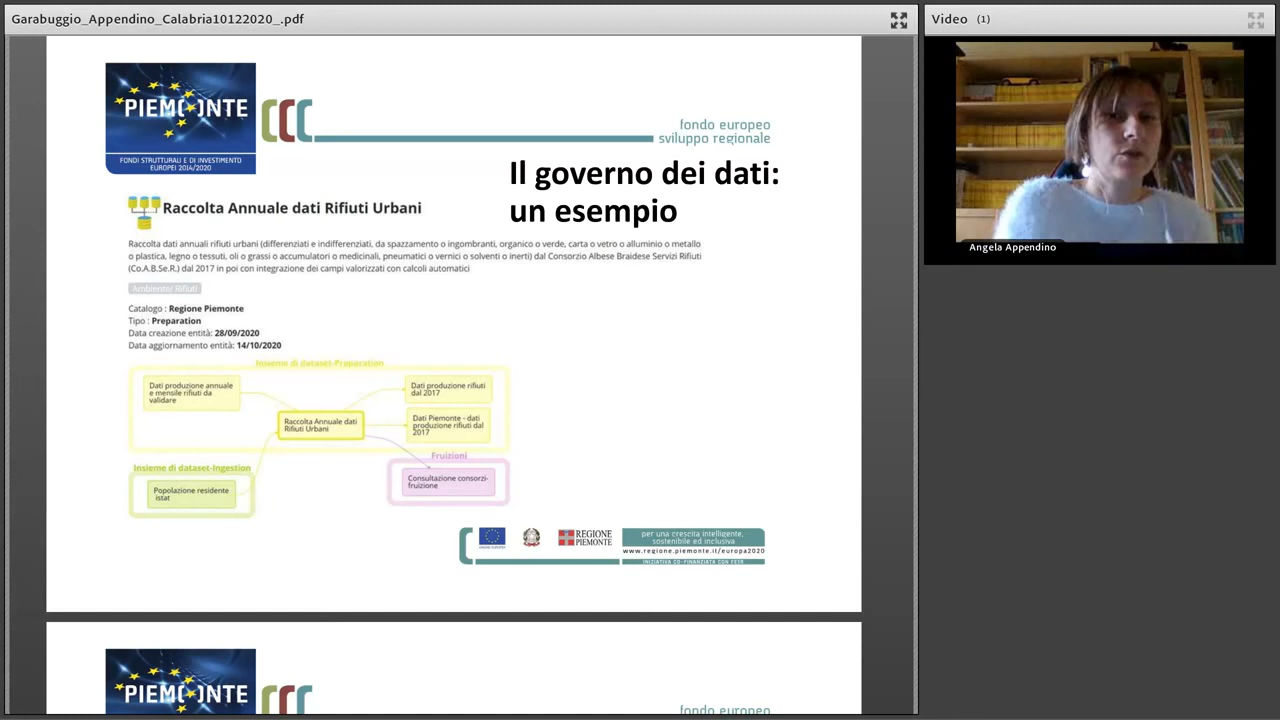 Garabuggio_Appendino_Calabria10122020_.pdf
Video (1)
Angela Appendino
PIEMONTE
FONDI STRUTTURALI E DI INVESTIMENTO
EUROPEI 2014/2020
fondo europeo
sviluppo regionale
Il governo dei dati:
un esempio
Raccolta Annuale dati Rifiuti Urbani
Raccolta dati annuali rifiuti urbani (differenziati e indifferenziati, da spazzamento o ingombranti, organico o verde, carta o vetro o alluminio o metallo
o plastica, legno o tessuti, oli o grassi o accumulatori o medicinali, pneumatici o vernici o solventi o inerti) dal Consorzio Albese Braidese Servizi Rifiuti
(Co.A.B.Se.R.) dal 2017 in poi con integrazione dei campi valorizzati con calcoli automatici
Ambiente/ Rifiuti
Catalogo : Regione Piemonte
Tipo : Preparation
Data creazione entità: 28/09/2020
Data aggiornamento entità: 14/10/2020
Insieme di dataset-Preparation
Dati produzione annuale
e mensile rifiuti da
validare
Dati produzione rifiuti
dal 2017
Raccolta Annuale dati
Rifiuti Urbani
Dati Piemonte - dati
produzione rifiuti dal
2017
Fruizioni
Consultazione consorzi-
fruizione
Insieme di dataset-Ingestion
Popolazione residente
istat
UNIONE EUROPEA
REGIONE
PIEMONTE
per una crescita intelligente,
sostenibile ed inclusiva
www.regione.piemonte.it/europa2020
INIZIATIVA CO-FINANZIATA CON FESR
PIEMONTE
fondo europeo